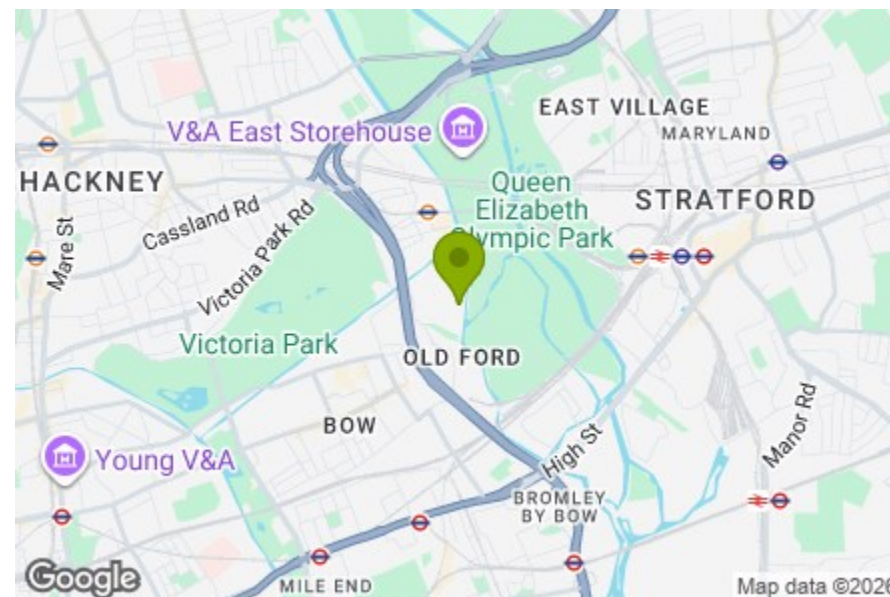 EAST VILLAGE
V&A East Storehouse
MARYLAND
HACKNEY
Queen
Elizabeth
Olympic Park
STRATFORD
Cassland Rd
Mare St
Victoria Park Rd
Victoria Park
OLD FORD
BOW
Manor Rd
Young V&A
High St
BROMLEY
BY BOW
Google
MILE END
Map data ©2026